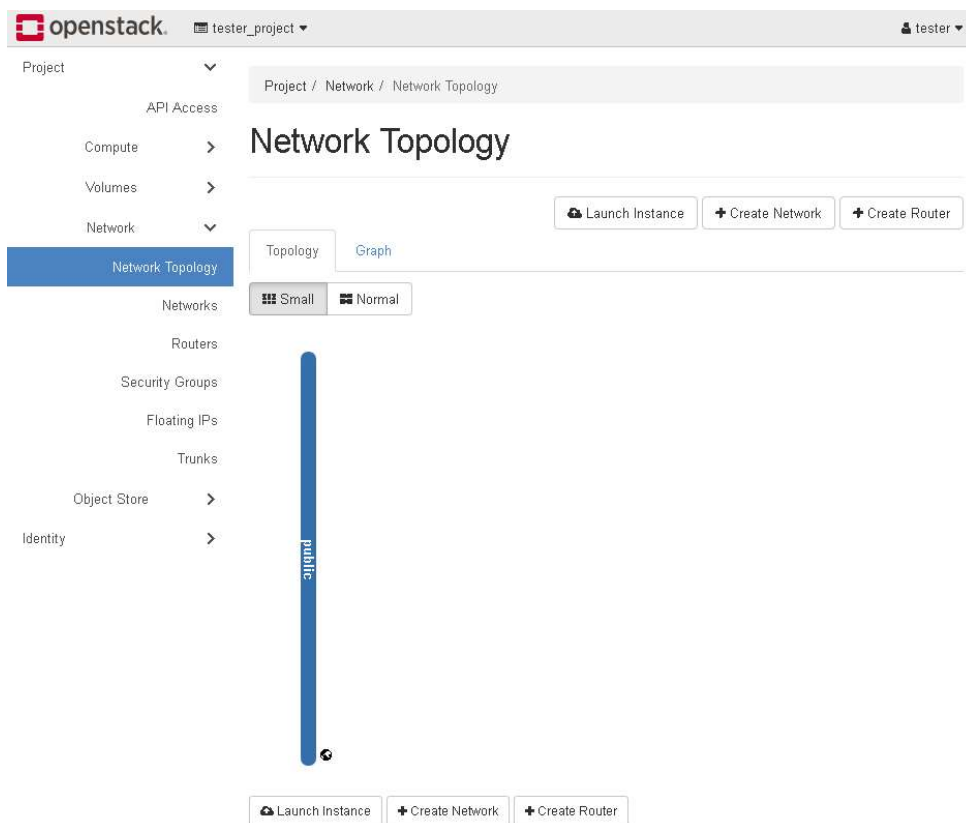 openstack. tester_project tester
Project
API Access
Compute
Volumes
Network
Network Topology
Networks
Routers
Security Groups
Floating IPs
Trunks
Object Store
Identity
Project / Network / Network Topology
Network Topology
Launch Instance + Create Network + Create Router
Topology Graph
Small Normal
public
Launch Instance + Create Network + Create Router